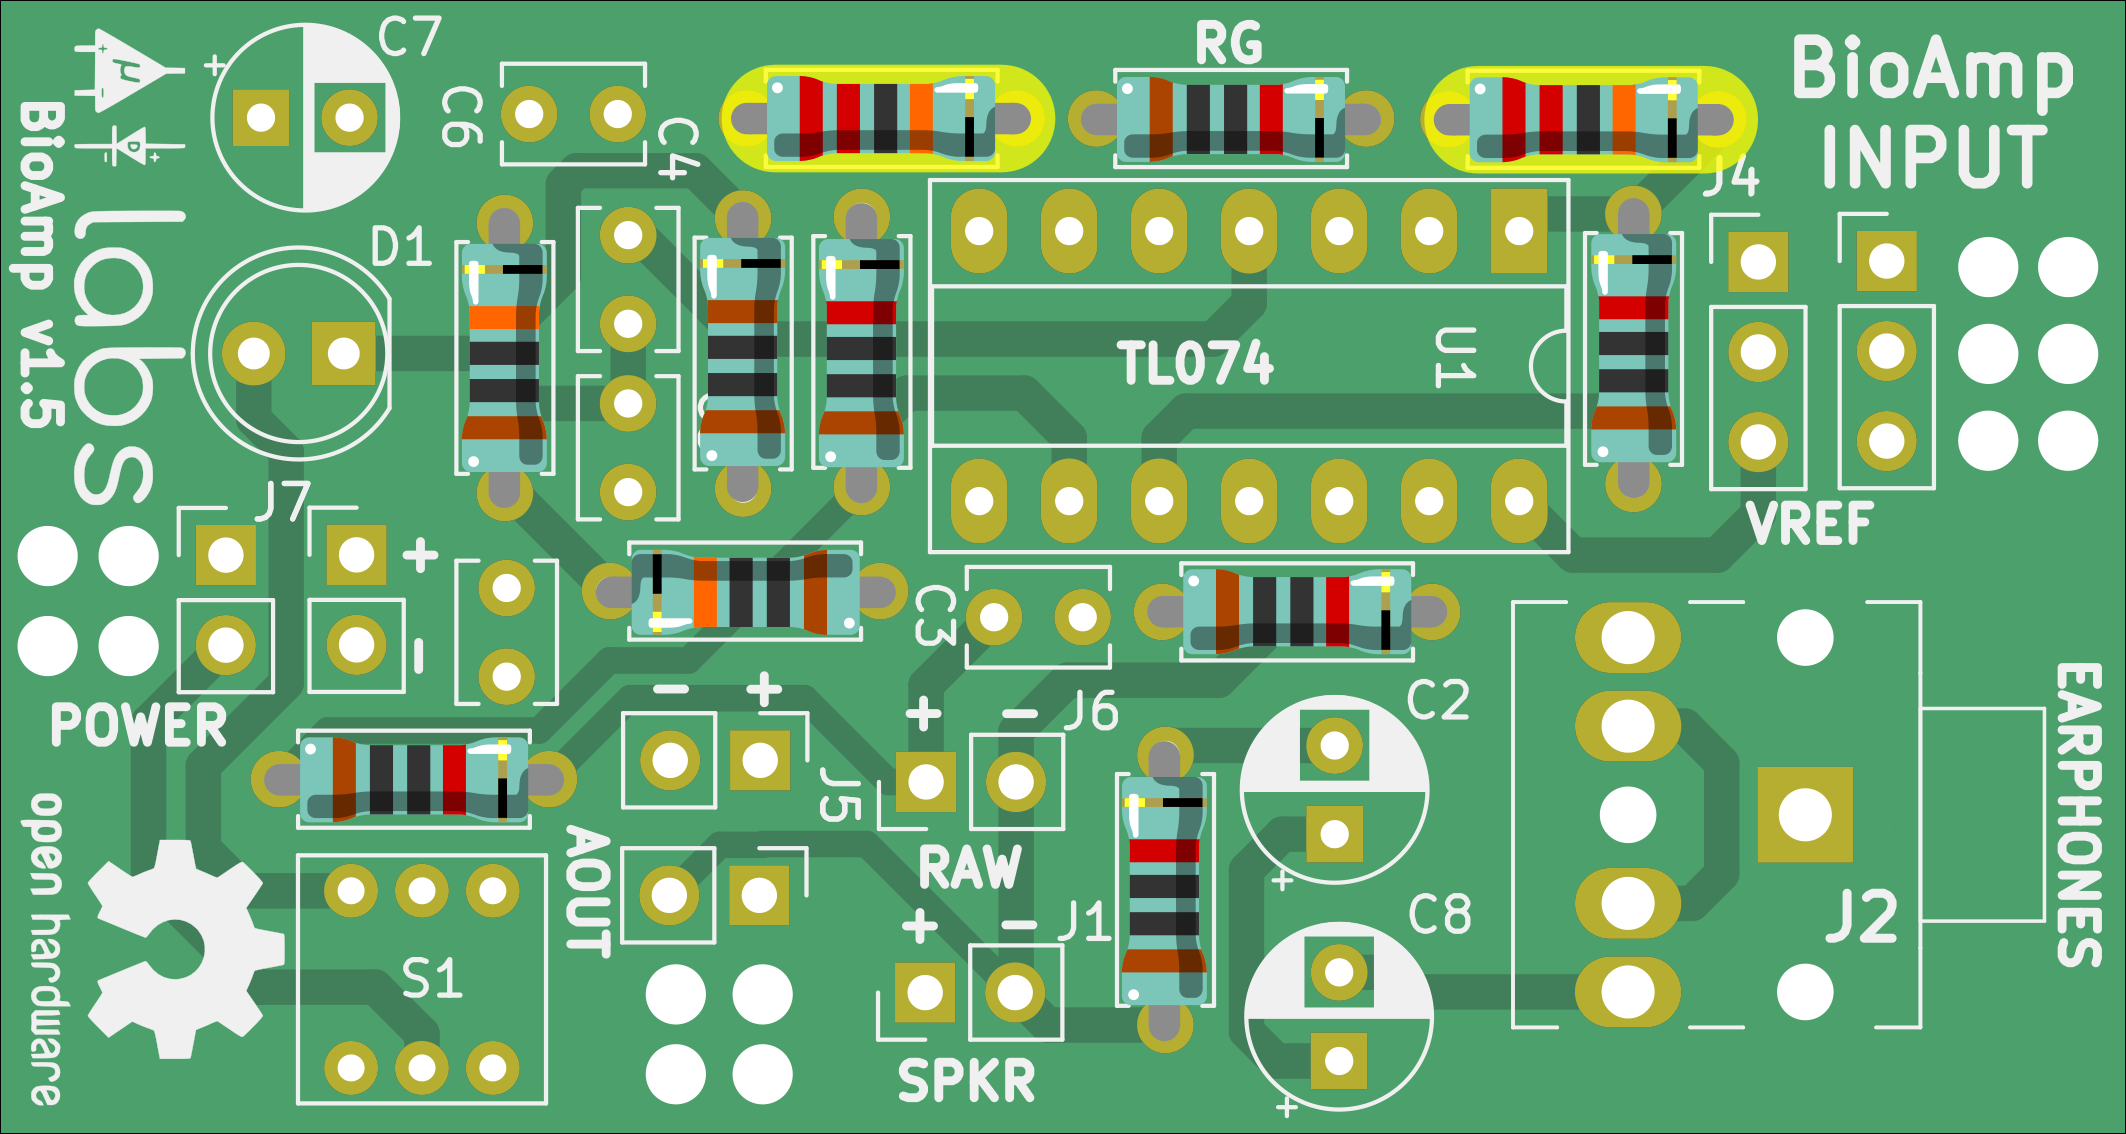 C7
RG
BioAmp
INPUT
C6
C4
+
+
BioAmp v1.5
labs
D1
J4
TL074
U1
J7
VREF
+
-
POWER
C3
- +
J5
+ -
J6
C2
+
RAW
AOUT
+ -
J1
C8
+
SPKR
S1
J2
EARPHONES
open hardware
μ
D